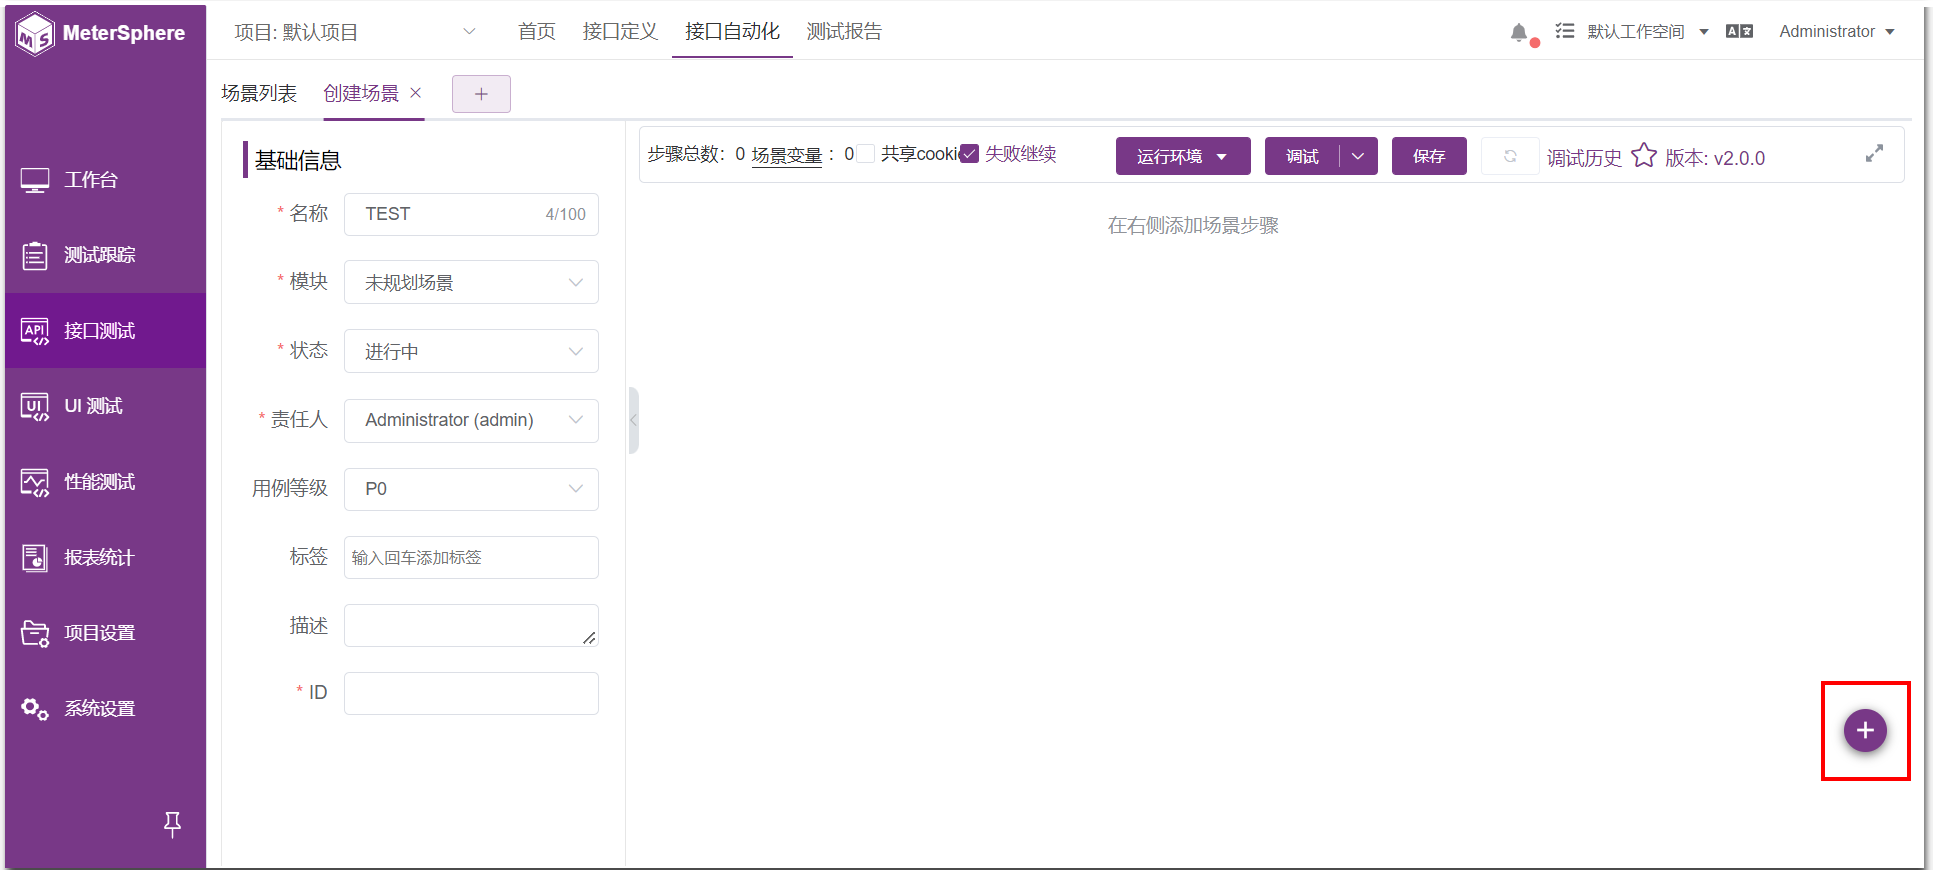 MeterSphere
项目: 默认项目
首页
接口定义
接口自动化
测试报告
默认工作空间
Administrator
场景列表
创建场景
工作台
测试跟踪
API 接口测试
UI UI 测试
性能测试
报表统计
项目设置
系统设置
基础信息
* 名称 TEST 4/100
* 模块 未规划场景
* 状态 进行中
* 责任人 Administrator (admin)
用例等级 P0
标签 输入回车添加标签
描述
* ID
步骤总数: 0 场景变量 : 0 共享cooki 失败继续
运行环境
调试
保存
调试历史
版本: v2.0.0
在右侧添加场景步骤